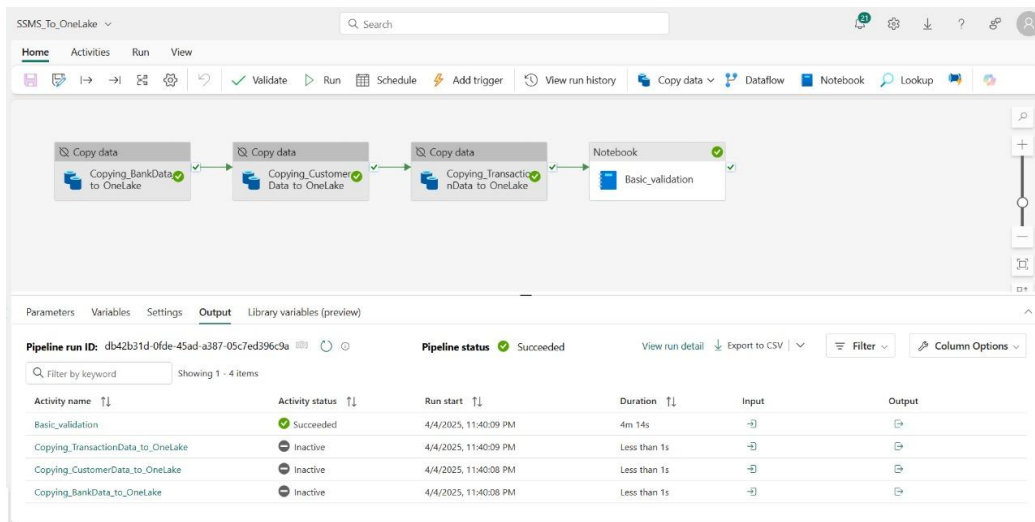 SSMS_To_OneLake
Search
21
Home Activities Run View
Validate Run Schedule Add trigger View run history Copy data Dataflow Notebook Lookup
Copy data
Copying_BankData_
to OneLake
Copy data
Copying_Customer
Data to OneLake
Copy data
Copying_Transactio
nData to OneLake
Notebook
Basic_validation
Parameters Variables Settings Output Library variables (preview)
Pipeline run ID: db42b31d-0fde-45ad-a387-05c7ed396c9a Pipeline status Succeeded View run detail Export to CSV Filter Column Options
Filter by keyword Showing 1 - 4 items
Activity name Activity status Run start Duration Input Output
Basic_validation Succeeded 4/4/2025, 11:40:09 PM 4m 14s
Copying_TransactionData_to_OneLake Inactive 4/4/2025, 11:40:09 PM Less than 1s
Copying_CustomerData_to_OneLake Inactive 4/4/2025, 11:40:08 PM Less than 1s
Copying_BankData_to_OneLake Inactive 4/4/2025, 11:40:08 PM Less than 1s